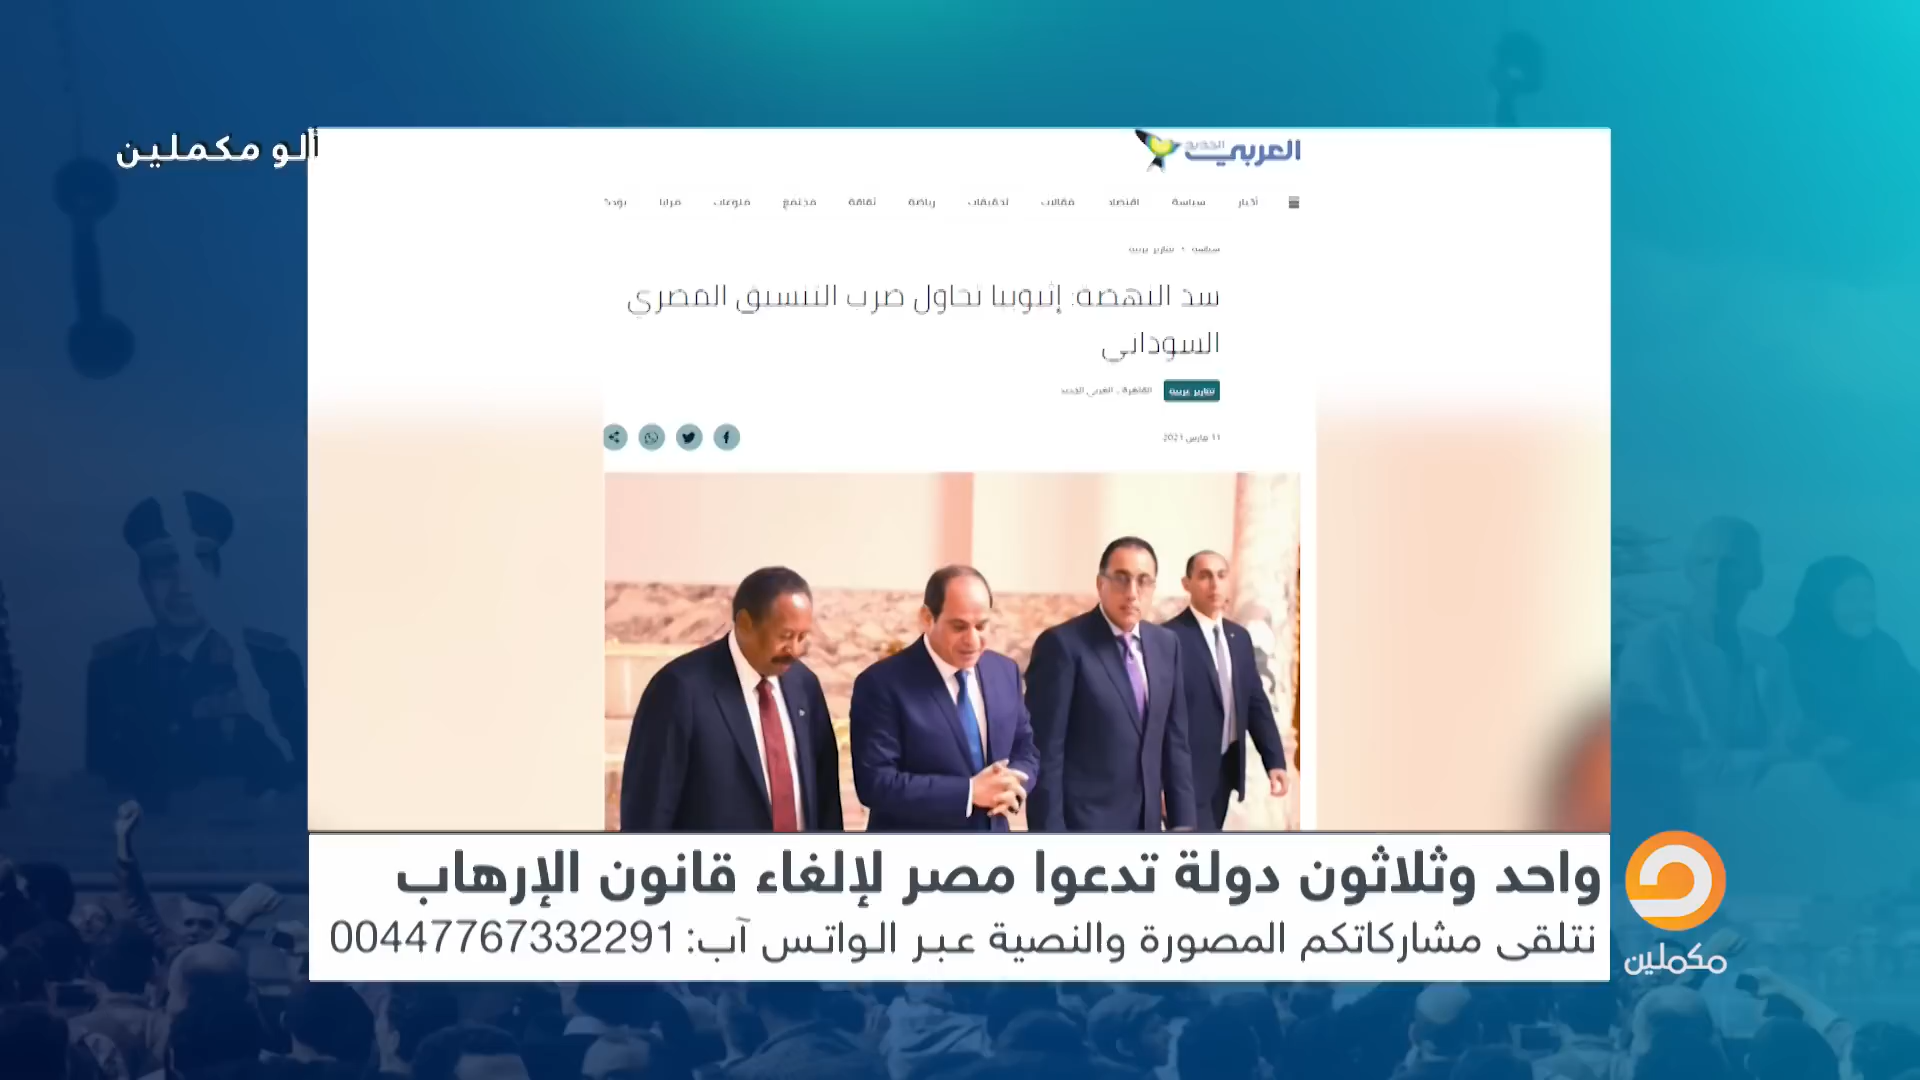 ألو مكملين
العربي الجديد
أخبار سياسة اقتصاد مقالات تحقيقات رياضة ثقافة مجتمع منوعات مرايا بودكا
سياسة تقارير عربية
سد النهضة: إثيوبيا تحاول ضرب التنسيق المصري
السوداني
تقارير عربية القاهرة ـ العربي الجديد
11 مارس 2021
واحد وثلاثون دولة تدعوا مصر لإلغاء قانون الإرهاب
نتلقى مشاركاتكم المصورة والنصية عبر الواتس آب: 00447767332291
مكملين